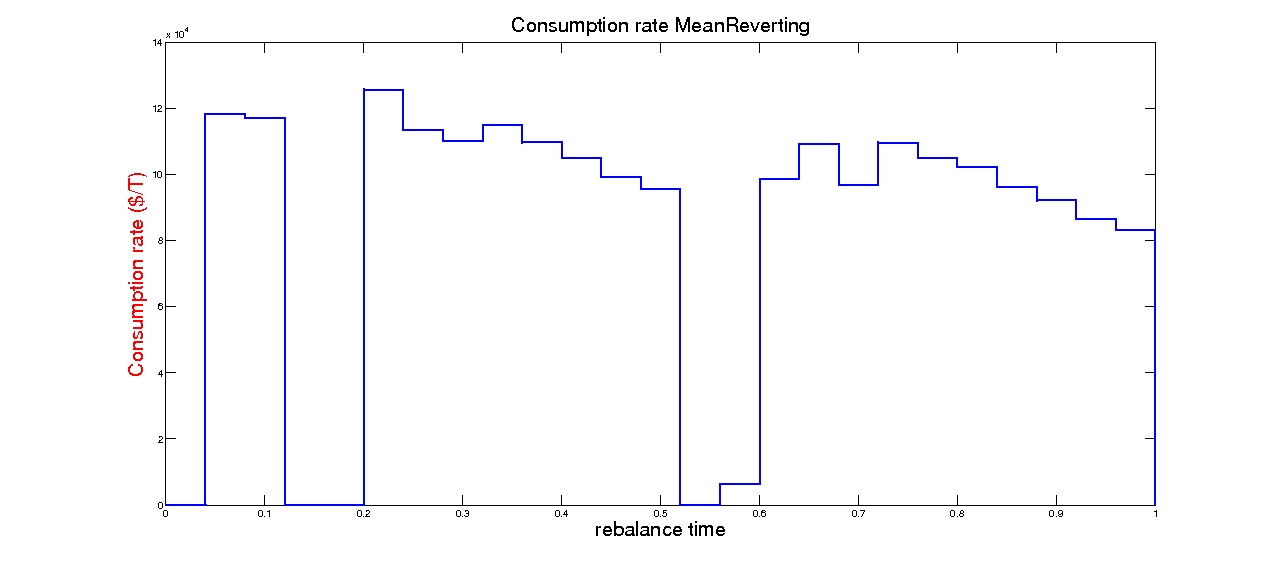 Consumption rate MeanReverting
x 10^4
14
12
10
8
6
4
2
0
Consumption rate ($/T)
0 0.1 0.2 0.3 0.4 0.5 0.6 0.7 0.8 0.9 1
rebalance time